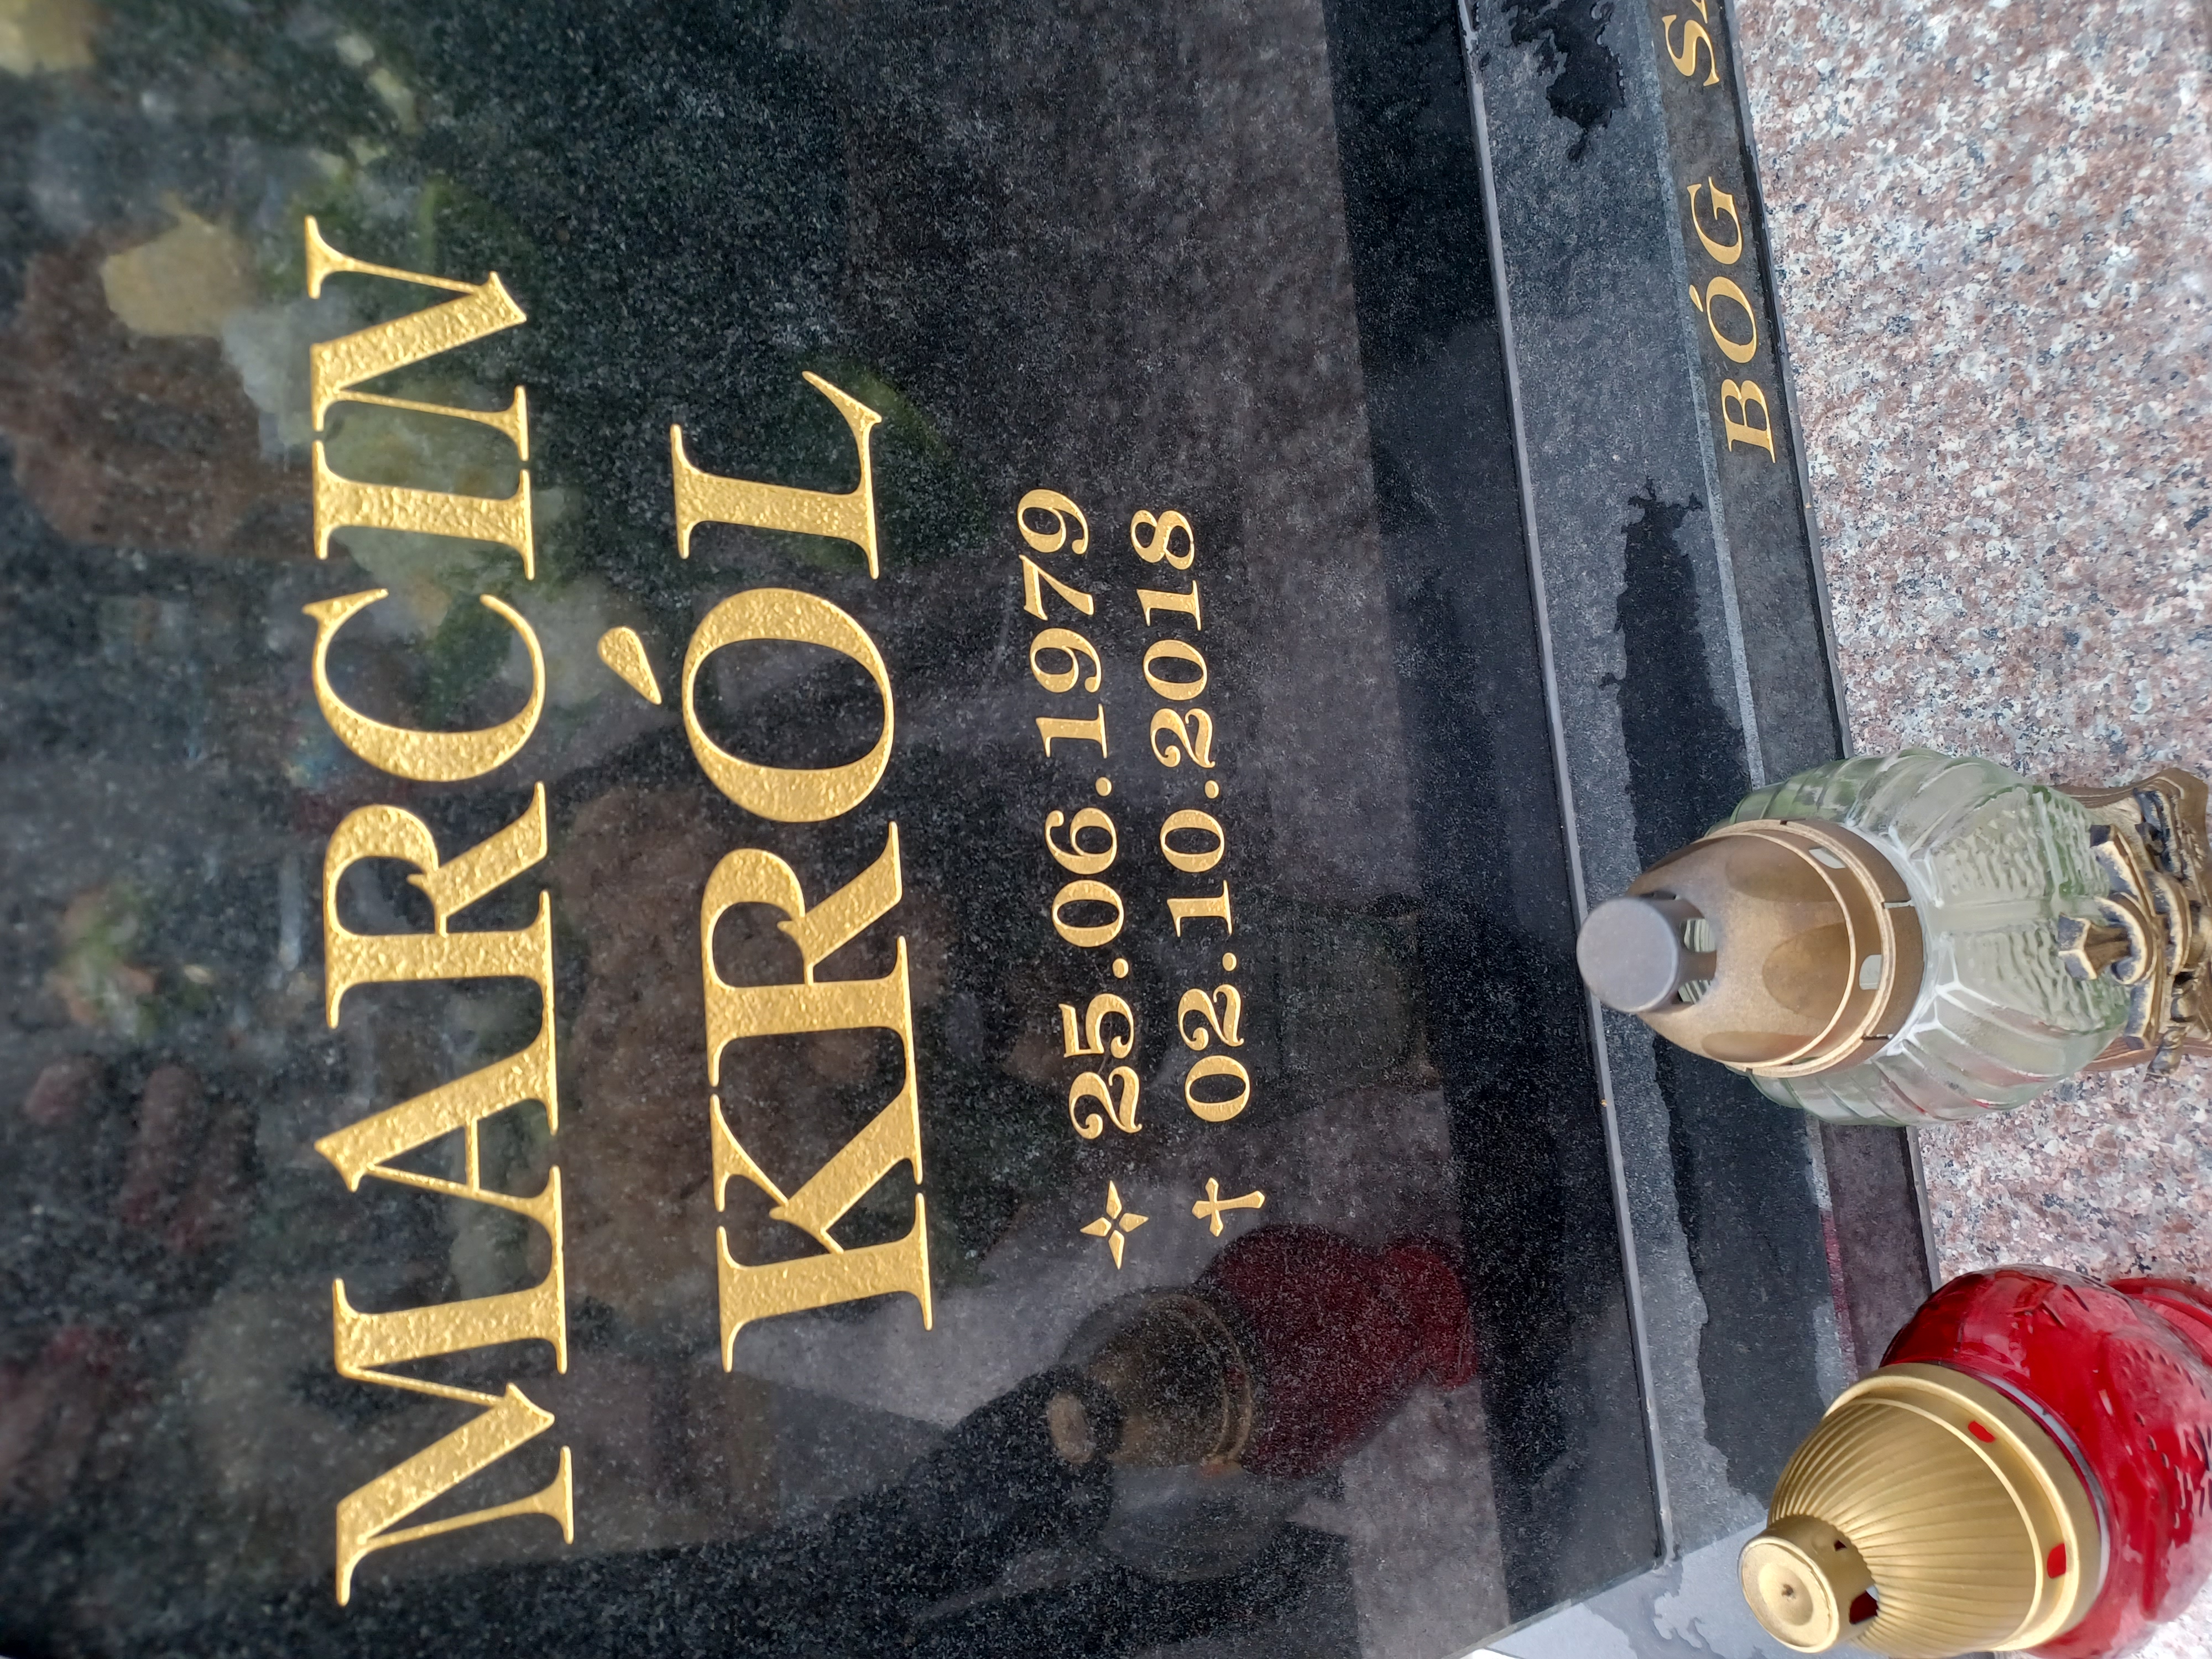 MARCIN
KRÓL
25.06.1979
02.10.2018
BÓG